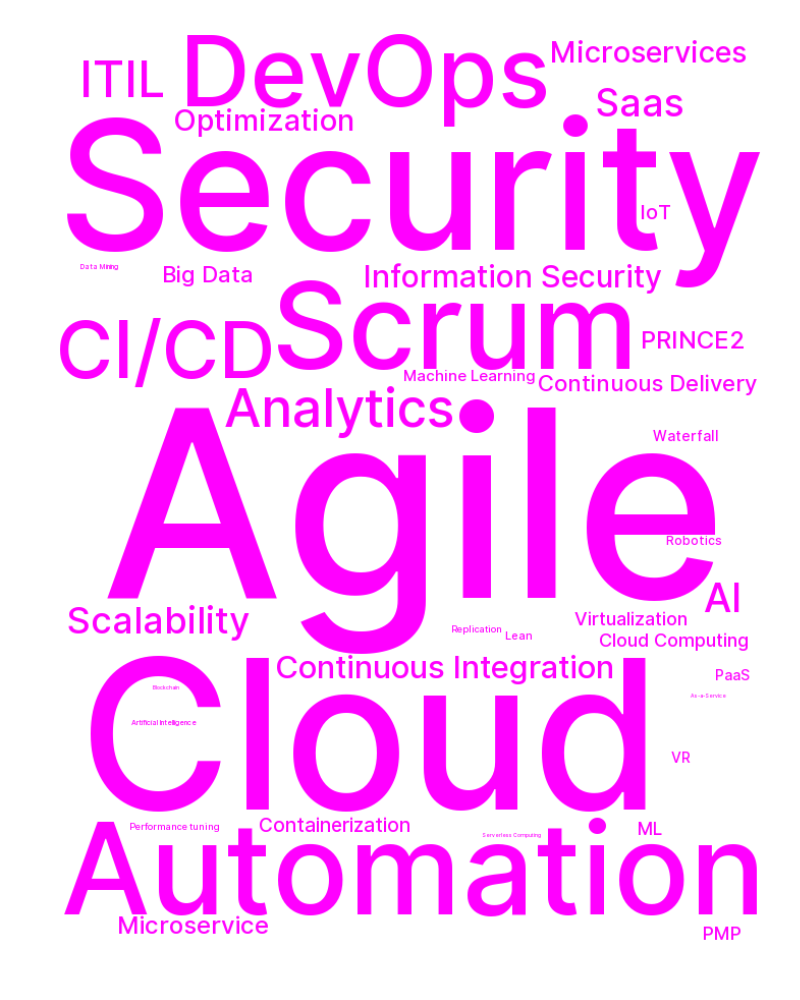 DevOps
Microservices
ITIL
Saas
Optimization
Security
IoT
Data Mining
Big Data
Information Security
Scrum
CI/CD
PRINCE2
Machine Learning
Continuous Delivery
Analytics
Waterfall
Agile
Robotics
AI
Scalability
Virtualization
Replication
Lean
Cloud Computing
Continuous Integration
PaaS
Blockchain
As-a-Service
Cloud
Artificial Intelligence
VR
Performance tuning
Containerization
Serverless Computing
ML
Automation
Microservice
PMP